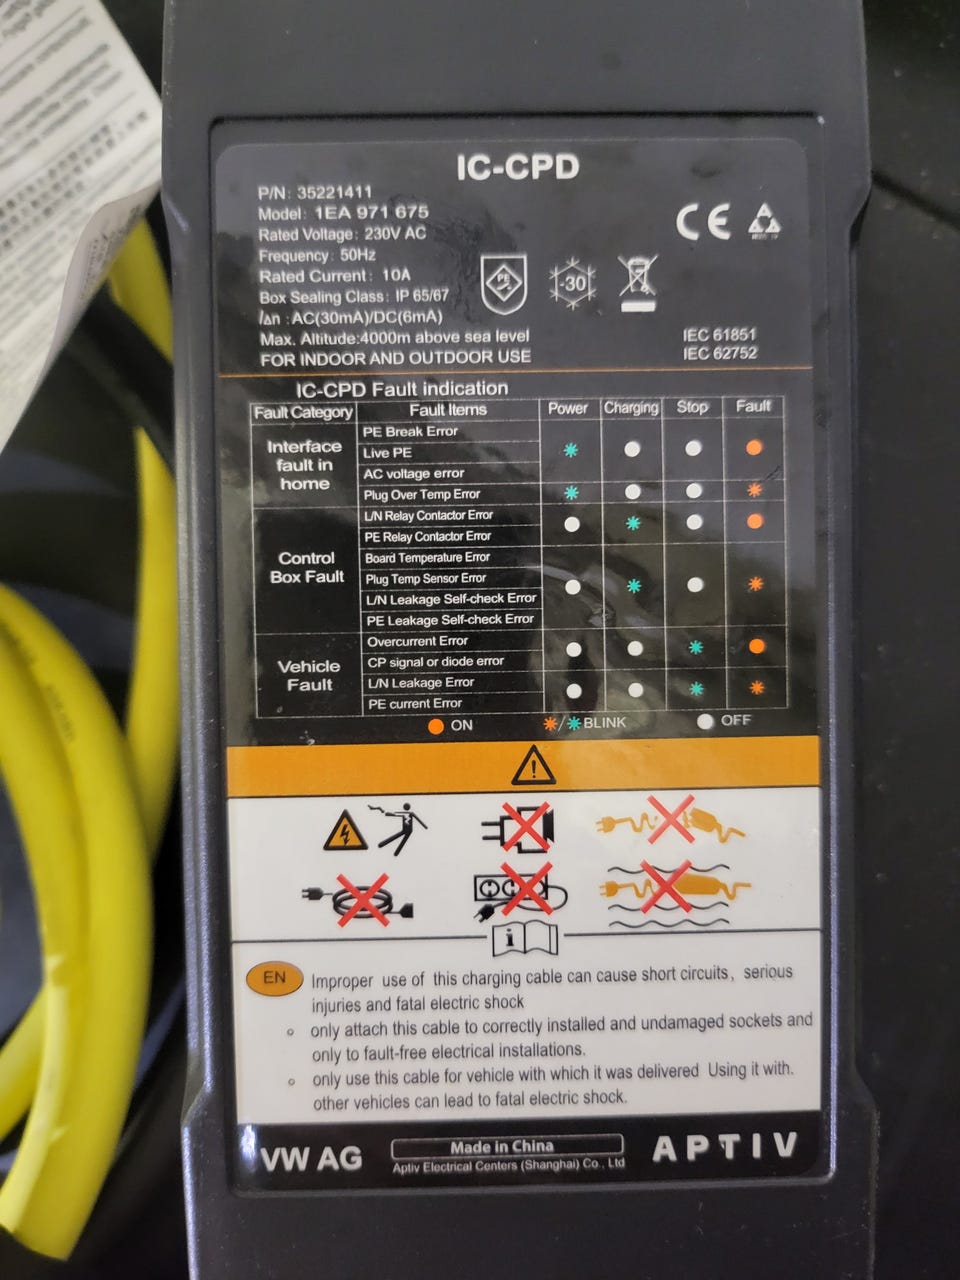 IC-CPD
P/N: 35221411
Model: 1EA 971 675
Rated Voltage: 230V AC
Frequency: 50Hz
Rated Current: 10A
Box Sealing Class: IP 65/67
I∆n :AC(30mA)/DC(6mA)
Max. Altitude:4000m above sea level
FOR INDOOR AND OUTDOOR USE
CE
PE
-30
IEC 61851
IEC 62752
IC-CPD Fault indication
Fault Category Fault Items Power Charging Stop Fault
Interface fault in home
PE Break Error
Live PE
AC voltage error
Plug Over Temp Error
Control Box Fault
L/N Relay Contactor Error
PE Relay Contactor Error
Board Temperature Error
Plug Temp Sensor Error
L/N Leakage Self-check Error
PE Leakage Self-check Error
Vehicle Fault
Overcurrent Error
CP signal or diode error
L/N Leakage Error
PE current Error
ON / BLINK OFF
EN Improper use of this charging cable can cause short circuits, serious
injuries and fatal electric shock
only attach this cable to correctly installed and undamaged sockets and
only to fault-free electrical installations.
only use this cable for vehicle with which it was delivered Using it with.
other vehicles can lead to fatal electric shock.
VW AG
Made in China
Aptiv Electrical Centers (Shanghai) Co., Ltd
APTIV